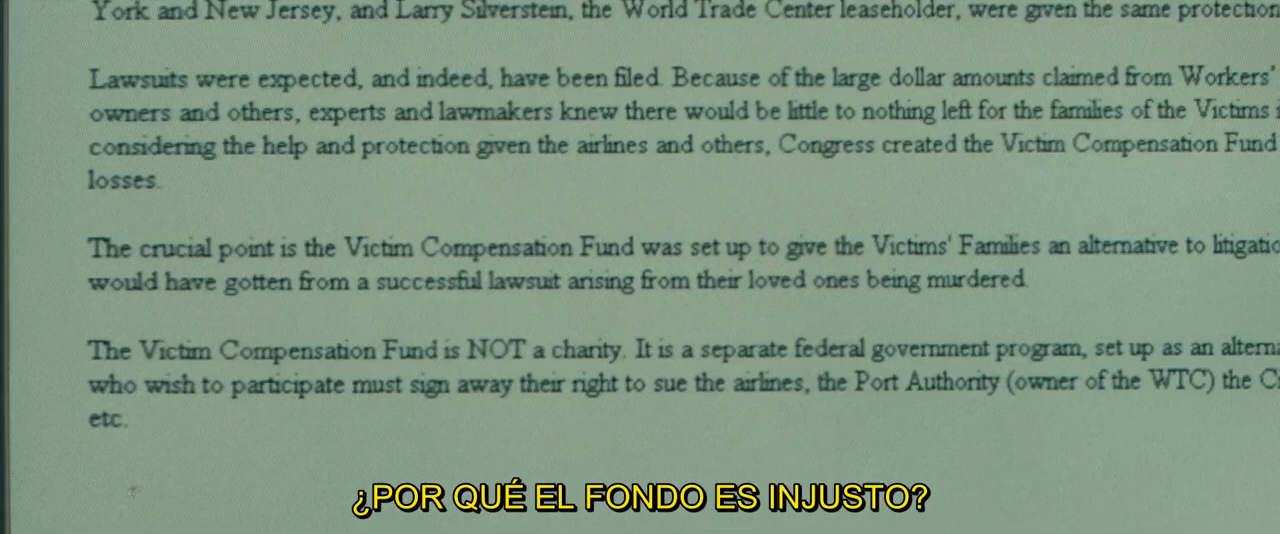 York and New Jersey, and Larry Silverstein, the World Trade Center leaseholder, were given the same protection
Lawsuits were expected, and indeed, have been filed. Because of the large dollar amounts claimed from Workers'
owners and others, experts and lawmakers knew there would be little to nothing left for the families of the Victims
considering the help and protection given the airlines and others, Congress created the Victim Compensation Fund
losses.
The crucial point is the Victim Compensation Fund was set up to give the Victims' Families an alternative to
would have gotten from a successful lawsuit arising from their loved ones being murdered.
The Victim Compensation Fund is NOT a charity. It is a separate federal government program, set up as an
who wish to participate must sign away their right to sue the airlines, the Port Authority (owner of the WTC) the
etc.
¿POR QUÉ EL FONDO ES INJUSTO?